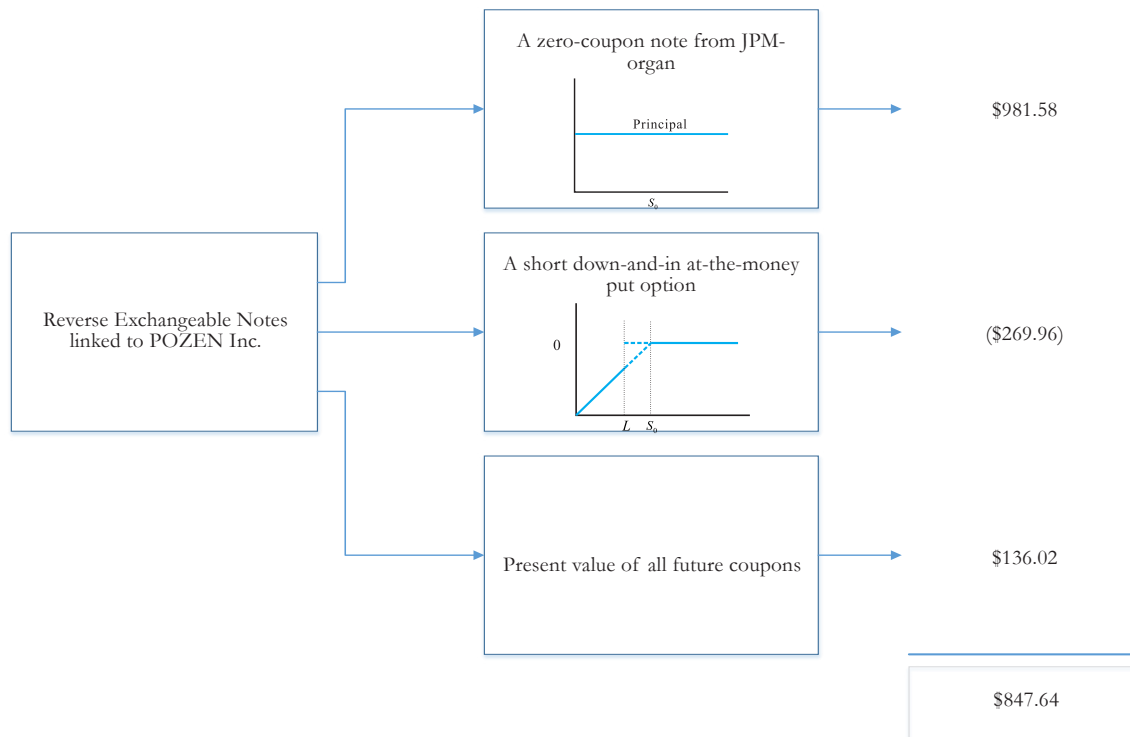 A zero-coupon note from JPM-
organ
Principal
S₀
$981.58
Reverse Exchangeable Notes
linked to POZEN Inc.
A short down-and-in at-the-money
put option
0
L S₀
($269.96)
Present value of all future coupons
$136.02
$847.64